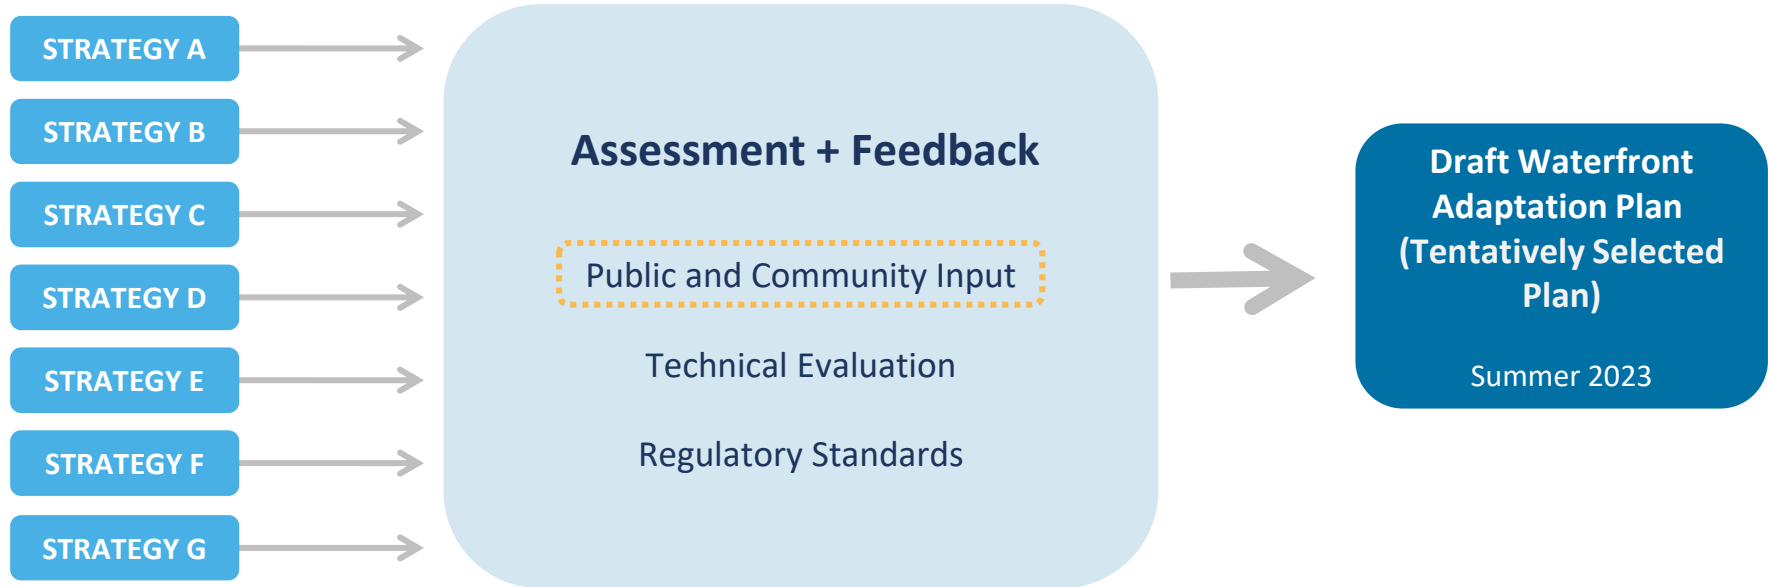 STRATEGY A
STRATEGY B
STRATEGY C
STRATEGY D
STRATEGY E
STRATEGY F
STRATEGY G
Assessment + Feedback
Public and Community Input
Technical Evaluation
Regulatory Standards
Draft Waterfront
Adaptation Plan
(Tentatively Selected
Plan)
Summer 2023